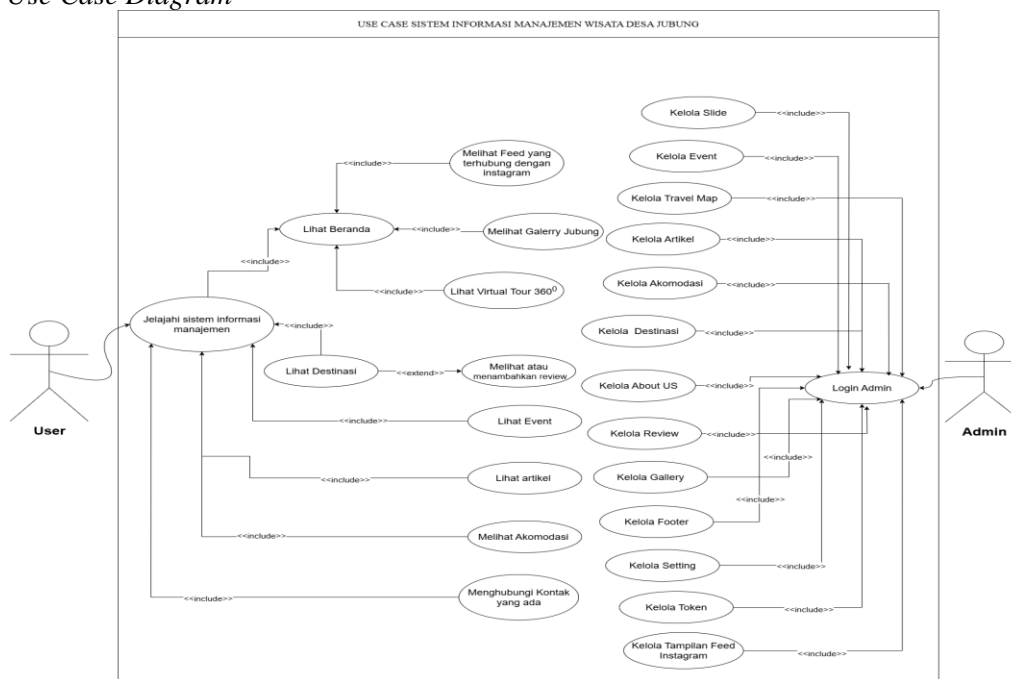 Use Case Diagram
USE CASE SISTEM INFORMASI MANAJEMEN WISATA DESA JUBUNG
Melihat Feed yang
terhubung dengan
instagram
<<include>>
Lihat Beranda
<<include>>
Melihat Galerry Jubung
<<include>>
<<include>>
Lihat Virtual Tour 360⁰
Jelajahi sistem informasi
manajemen
<<include>>
Lihat Destinasi
<<extend>>
Melihat atau
menambahkan review
<<include>>
Lihat Event
<<include>>
Lihat artikel
<<include>>
Melihat Akomodasi
<<include>>
Menghubungi Kontak
yang ada
User
Kelola Slide
<<include>>
Kelola Event
<<include>>
Kelola Travel Map
<<include>>
Kelola Artikel
<<include>>
Kelola Akomodasi
<<include>>
Kelola Destinasi
<<include>>
Kelola About US
<<include>>
Login Admin
Kelola Review
<<include>>
<<include>>
Kelola Gallery
<<include>>
Kelola Footer
Kelola Setting
<<include>>
Kelola Token
<<include>>
Kelola Tampilan Feed
Instagram
<<include>>
Admin